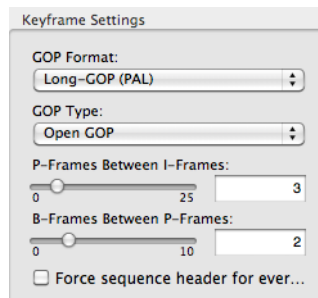 Keyframe Settings
GOP Format:
Long-GOP (PAL)
GOP Type:
Open GOP
P-Frames Between I-Frames:
0 25 3
B-Frames Between P-Frames:
0 10 2
Force sequence header for ever...